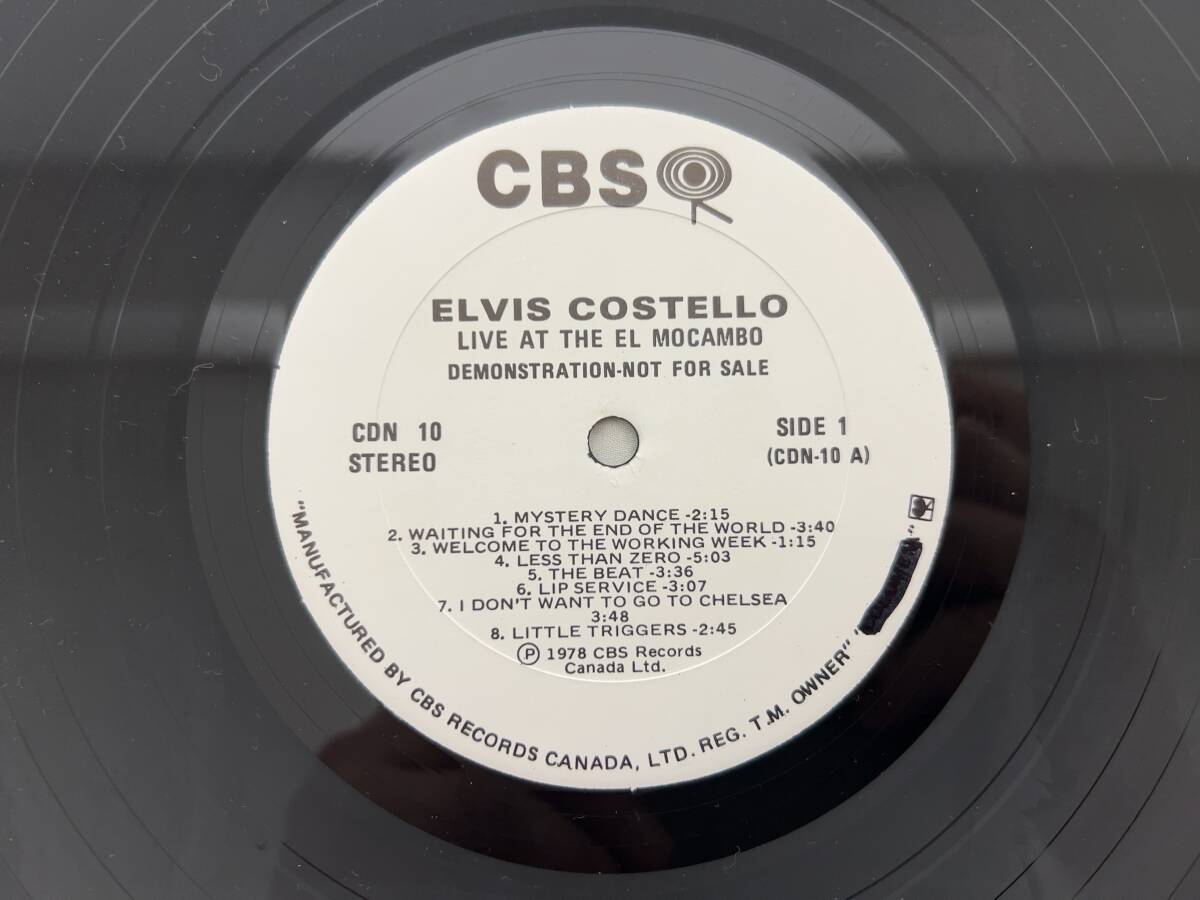 CBS
ELVIS COSTELLO
LIVE AT THE EL MOCAMBO
DEMONSTRATION-NOT FOR SALE
CDN 10
STEREO
SIDE 1
(CDN-10 A)
1. MYSTERY DANCE -2:15
2. WAITING FOR THE END OF THE WORLD -3:40
3. WELCOME TO THE WORKING WEEK -1:15
4. LESS THAN ZERO -5:03
5. THE BEAT -3:36
6. LIP SERVICE -3:07
7. I DON'T WANT TO GO TO CHELSEA
3:48
8. LITTLE TRIGGERS -2:45
Ⓟ 1978 CBS Records
Canada Ltd.
"MANUFACTURED BY CBS RECORDS CANADA, LTD. REG. T.M. OWNER"